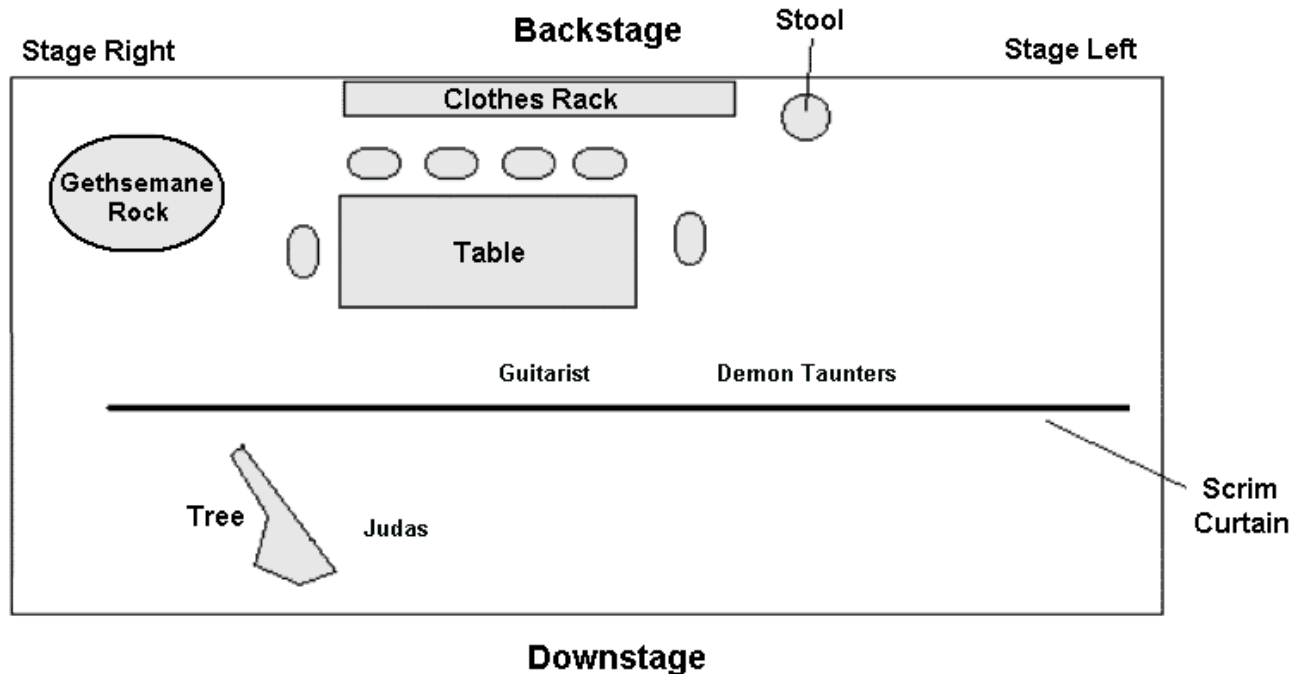 Backstage
Stool
Stage Right
Stage Left
Clothes Rack
Gethsemane
Rock
Table
Guitarist
Demon Taunters
Scrim
Curtain
Tree
Judas
Downstage